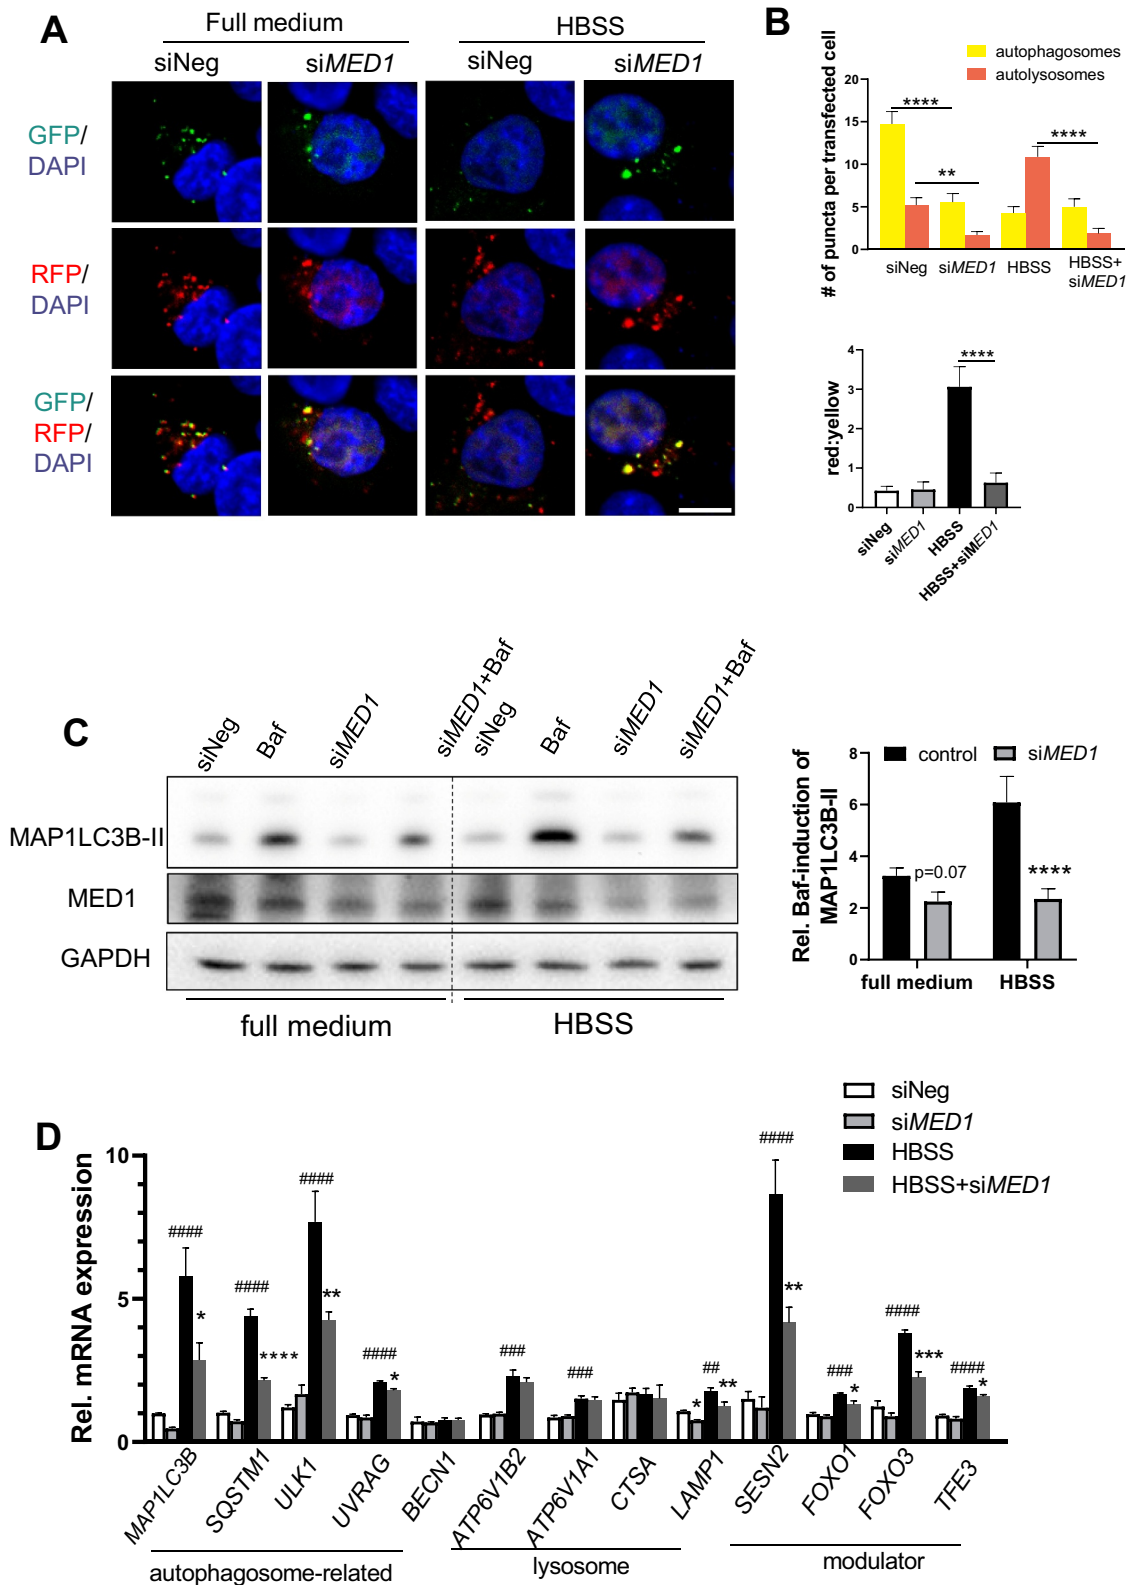 A
Full medium
HBSS
siNeg
siMED1
siNeg
siMED1
GFP/
DAPI
RFP/
DAPI
GFP/
RFP/
DAPI
B
autophagosomes
autolysosomes
# of puncta per transfected cell
20
15
10
5
0
****
**
****
siNeg
siMED1
HBSS
HBSS+
siMED1
red:yellow
4
3
2
1
0
****
siNeg
siMED1
HBSS
HBSS+siMED1
C
siNeg
Baf
siMED1
siMED1+Baf
siNeg
Baf
siMED1
siMED1+Baf
MAP1LC3B-II
MED1
GAPDH
full medium
HBSS
Rel. Baf-induction of
MAP1LC3B-II
8
6
4
2
0
control
siMED1
p=0.07
****
full medium
HBSS
D
siNeg
siMED1
HBSS
HBSS+siMED1
Rel. mRNA expression
10
5
0
####
*
####
****
####
**
####
*
###
###
*
##
**
####
**
###
*
####
***
####
*
MAP1LC3B
SQSTM1
ULK1
UVRAG
BECN1
ATP6V1B2
ATP6V1A1
CTSA
LAMP1
SESN2
FOXO1
FOXO3
TFE3
autophagosome-related
lysosome
modulator